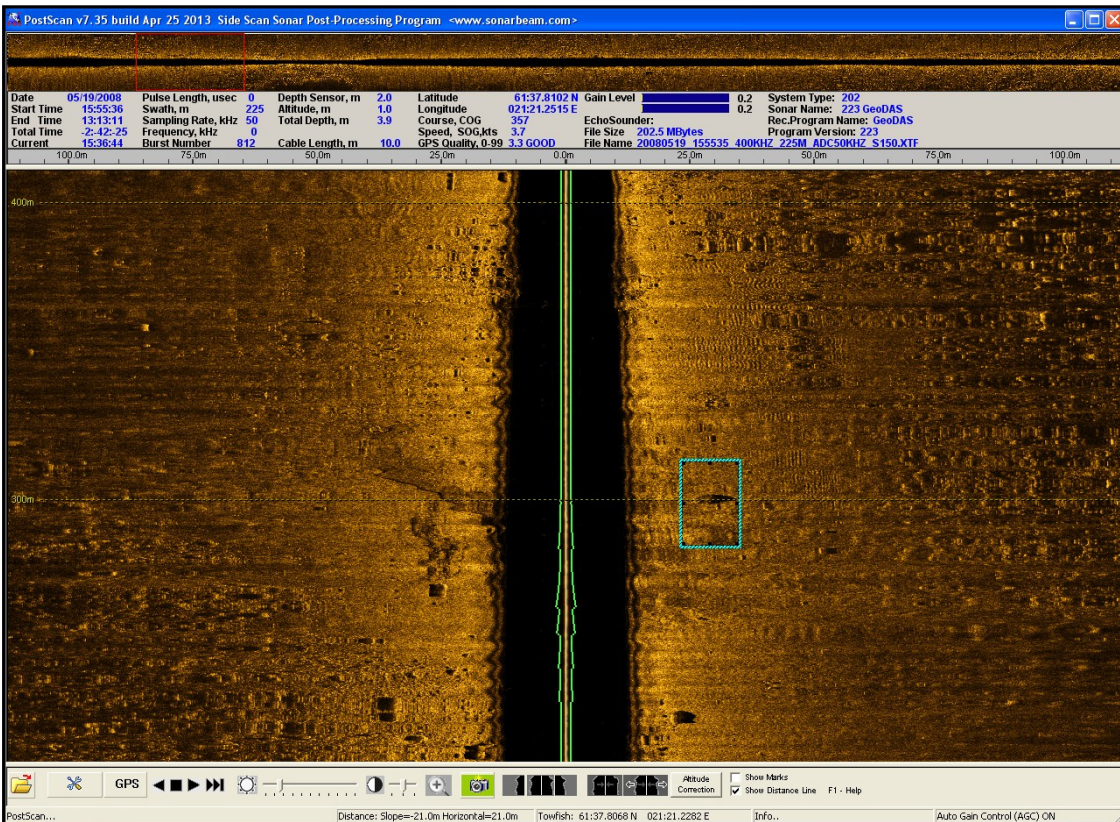 PostScan v7.35 build Apr 25 2013 Side Scan Sonar Post-Processing Program <www.sonarbeam.com>
Date 05/19/2008 Pulse Length, usec 0 Depth Sensor, m 2.0 Latitude 61:37.8102 N Gain Level 0.2 System Type: 202
Start Time 15:55:36 Swath, m 225 Altitude, m 1.0 Longitude 021:21.2515 E 0.2 Sonar Name: 223 GeoDAS
End Time 13:13:11 Sampling Rate, kHz 50 Total Depth, m 3.9 Course, COG 357 EchoSounder: Rec.Program Name: GeoDAS
Total Time -2:-42:-25 Frequency, kHz 0 Speed, SOG,kts 3.7 File Size 202.5 MBytes Program Version: 223
Current 15:36:44 Burst Number 812 Cable Length, m 10.0 GPS Quality, 0-99 3.3 GOOD File Name 20080519_155535_400KHZ_225M_ADC50KHZ_S150.XTF
100.0m 75.0m 50.0m 25.0m 0.0m 25.0m 50.0m 75.0m 100.0m
400m
300m
GPS
Altitude Correction
Show Marks
Show Distance Line F1 - Help
PostScan... Distance: Slope=-21.0m Horizontal=21.0m Towfish: 61:37.8068 N 021:21.2282 E Info.. Auto Gain Control (AGC) ON